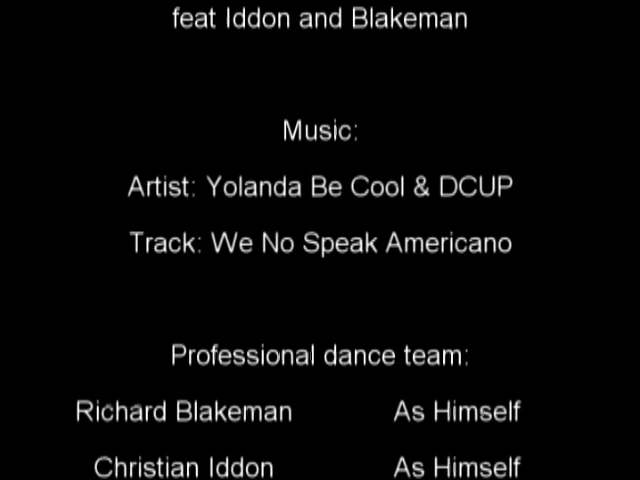 feat Iddon and Blakeman
Music:
Artist: Yolanda Be Cool & DCUP
Track: We No Speak Americano
Professional dance team:
Richard Blakeman As Himself
Christian Iddon As Himself